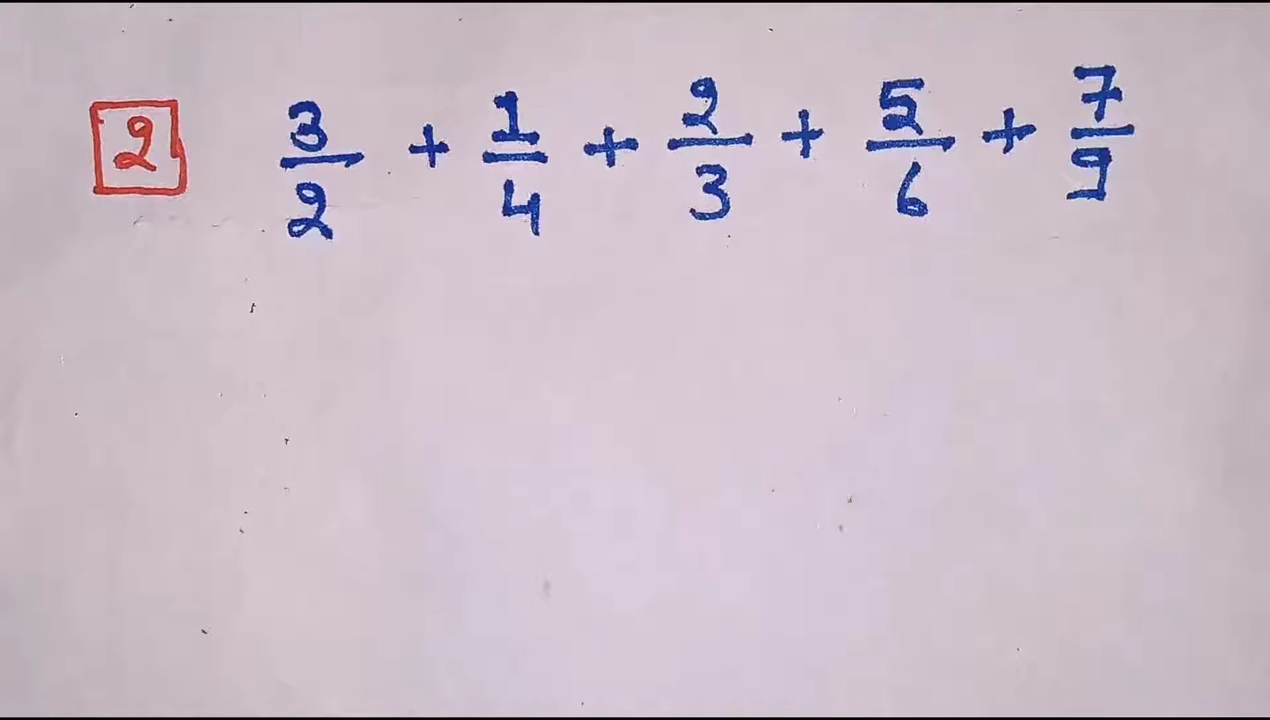 2 3/2 + 1/4 + 2/3 + 5/6 + 7/9